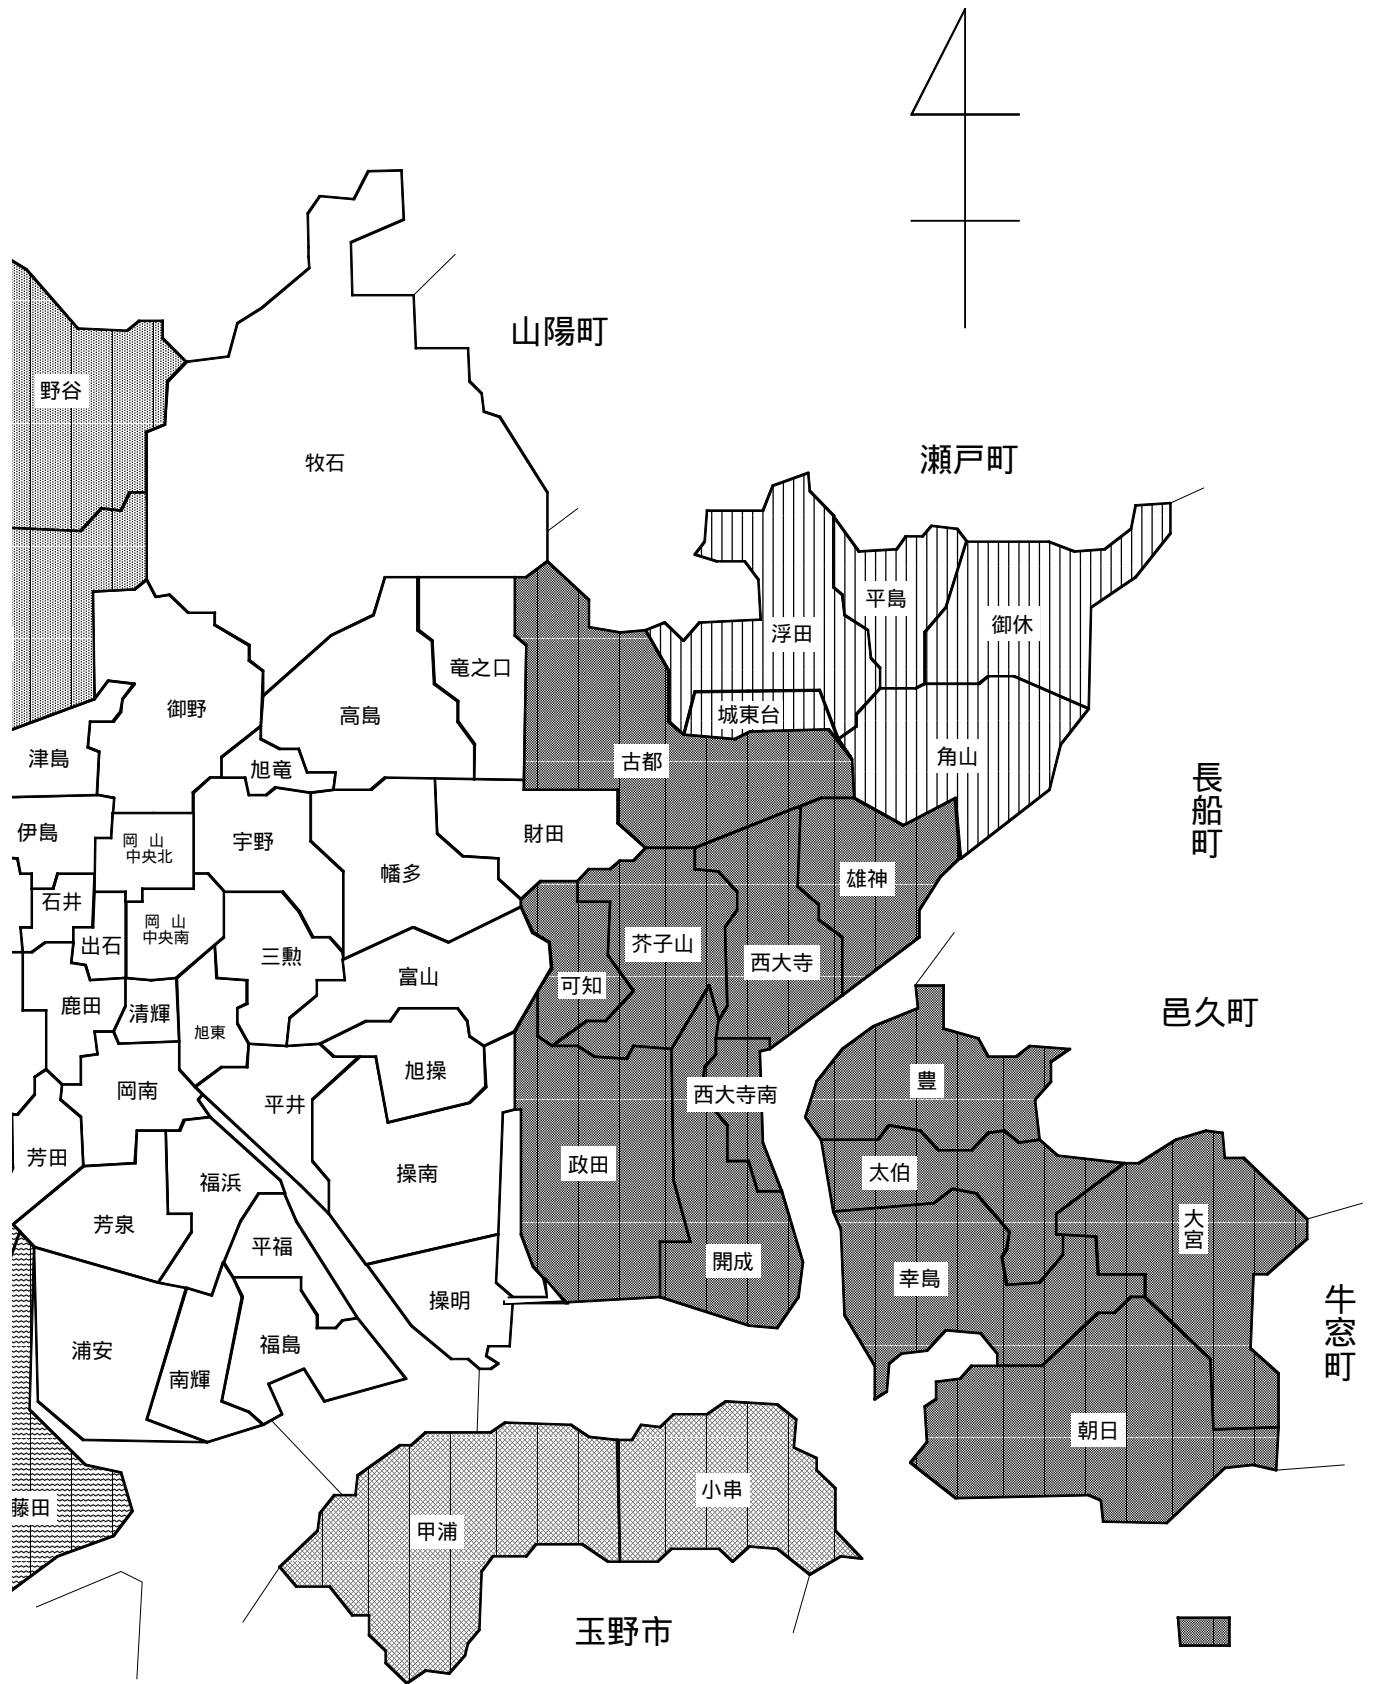 山陽町
野谷
瀬戸町
牧石
平島
御休
浮田
竜之口
御野
高島
城東台
津島
旭竜
古都
角山
長船町
伊島
岡山
中央北
宇野
財田
幡多
雄神
石井
岡山
中央南
出石
三勲
芥子山
西大寺
富山
可知
鹿田
清輝
旭東
邑久町
旭操
豊
岡南
平井
西大寺南
芳田
操南
政田
太伯
福浜
芳泉
大宮
平福
開成
幸島
操明
牛窓町
浦安
福島
南輝
朝日
小串
藤田
甲浦
玉野市